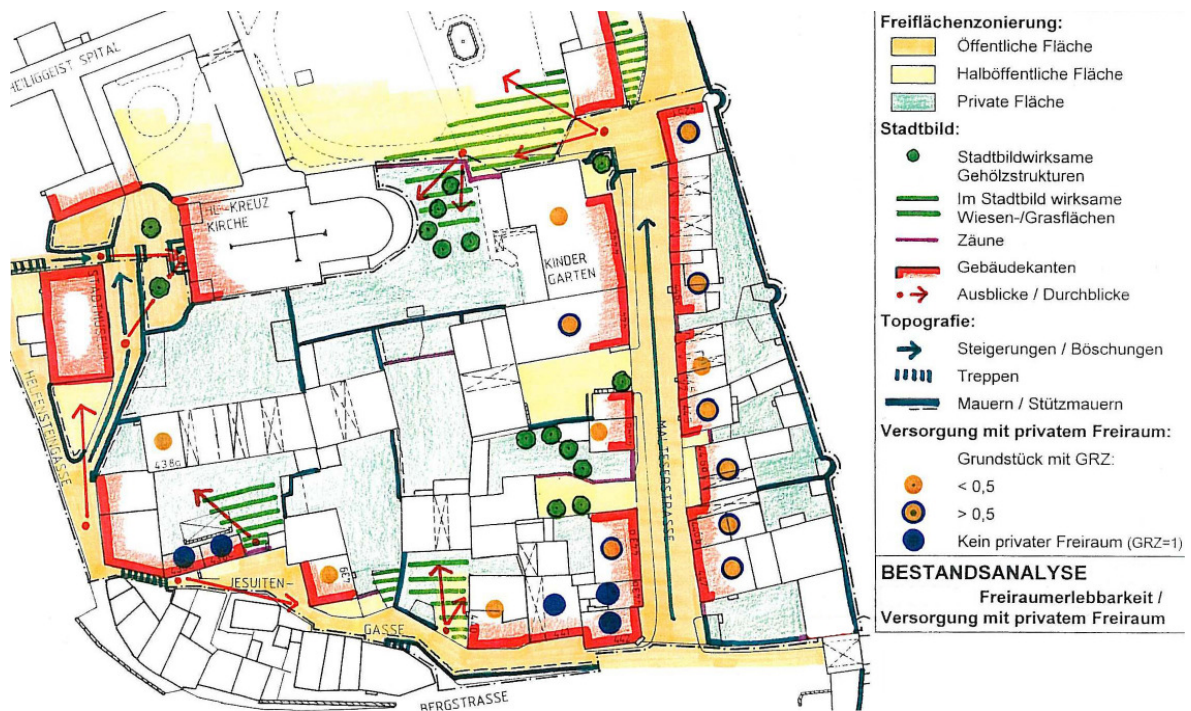 HEILIGGEIST SPITAL
HL-KREUZ
KIRCHE
KINDER
GARTEN
STADTMUSEUM
HELFENSTEINGASSE
MALTESERSTRASSE
438a
439
JESUITEN-
GASSE
BERGSTRASSE
Freiflächenzonierung:
Öffentliche Fläche
Halböffentliche Fläche
Private Fläche
Stadtbild:
Stadtbildwirksame
Gehölzstrukturen
Im Stadtbild wirksame
Wiesen-/Grasflächen
Zäune
Gebäudekanten
Ausblicke / Durchblicke
Topografie:
Steigerungen / Böschungen
Treppen
Mauern / Stützmauern
Versorgung mit privatem Freiraum:
Grundstück mit GRZ:
< 0,5
> 0,5
Kein privater Freiraum (GRZ=1)
BESTANDSANALYSE
Freiraumerlebbarkeit /
Versorgung mit privatem Freiraum